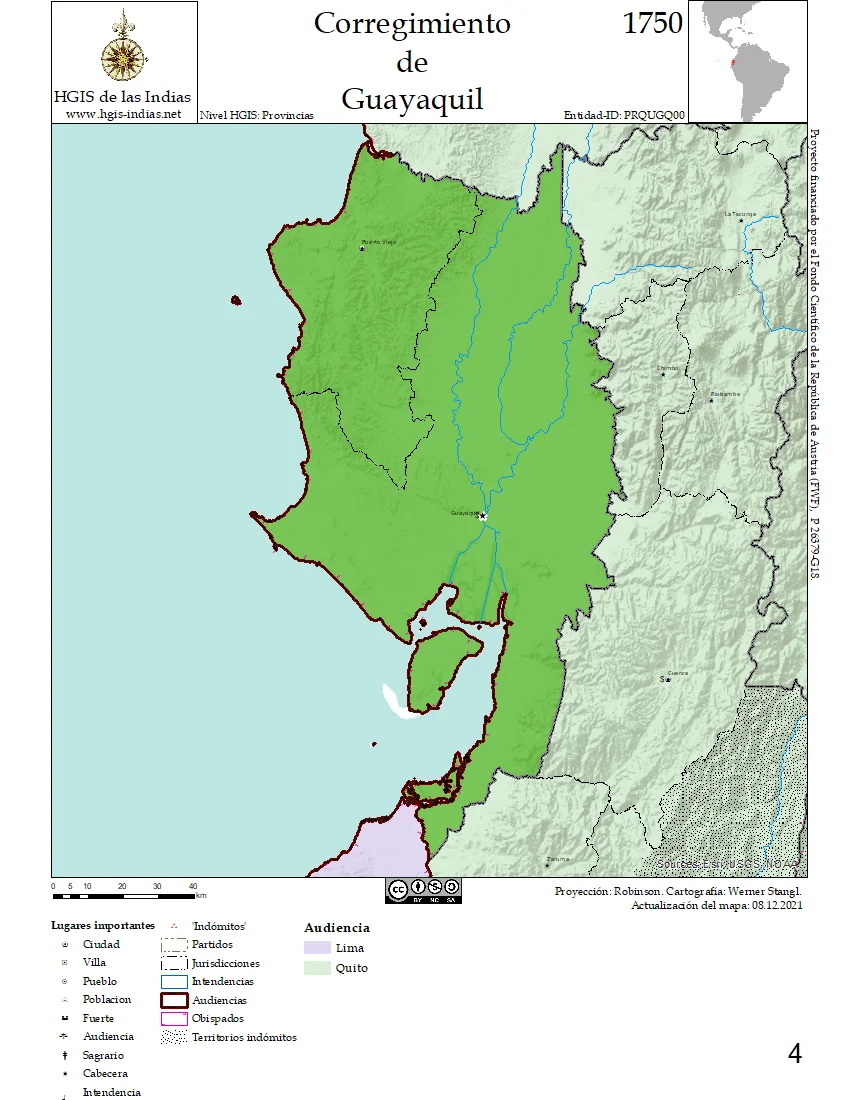 Corregimiento
de
Guayaquil
1750
HGIS de las Indias
www.hgis-indias.net
Nivel HGIS: Provincias
Entidad-ID: PRQUGQ00
Proyecto financiado por el Fondo Científico de la República de Austria (FWF), P 26379-G18.
La Tacunga
Puerto Viejo
Chimbo
Riobamba
Guayaquil
Cuenca
Zaruma
Sources: Esri, USGS, NOAA
0 5 10 20 30 40
km
CC BY NC SA
Proyección: Robinson. Cartografía: Werner Stangl.
Actualización del mapa: 08.12.2021
Lugares importantes
Ciudad
Villa
Pueblo
Poblacion
Fuerte
Audiencia
Sagrario
Cabecera
Intendencia
'Indómitos'
Partidos
Jurisdicciones
Intendencias
Audiencias
Obispados
Territorios indómitos
Audiencia
Lima
Quito
4